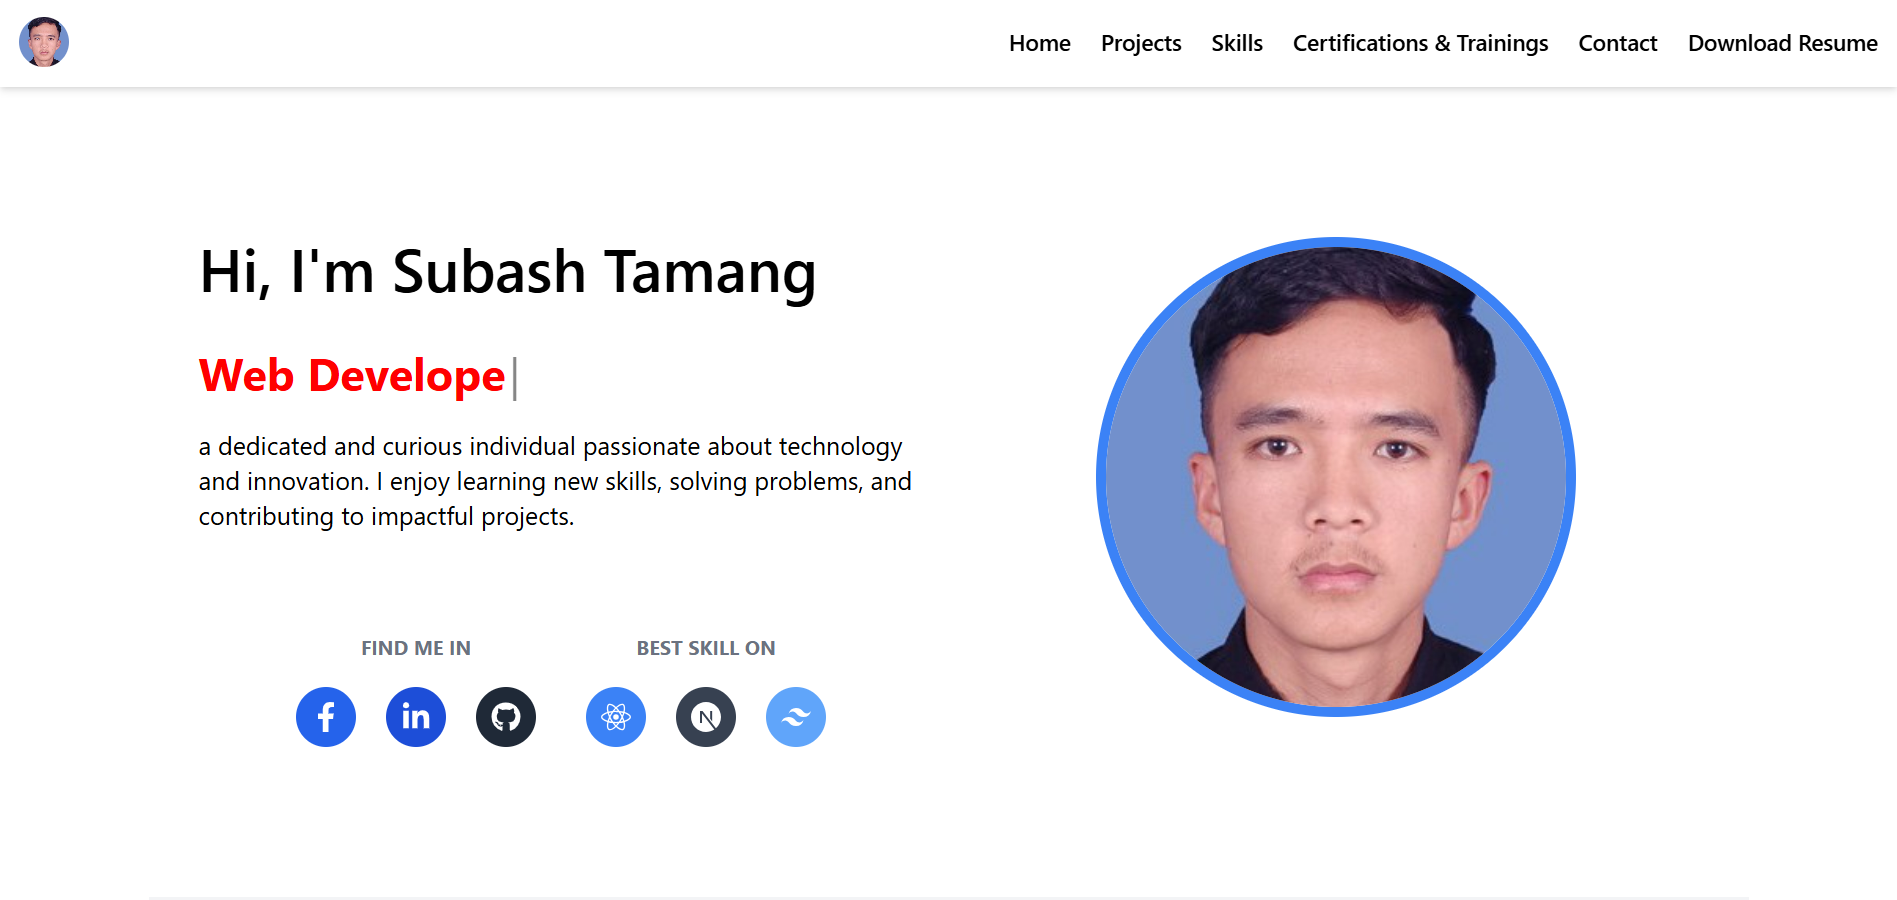 Home Projects Skills Certifications & Trainings Contact Download Resume
Hi, I'm Subash Tamang
Web Develope|
a dedicated and curious individual passionate about technology
and innovation. I enjoy learning new skills, solving problems, and
contributing to impactful projects.
FIND ME IN
BEST SKILL ON